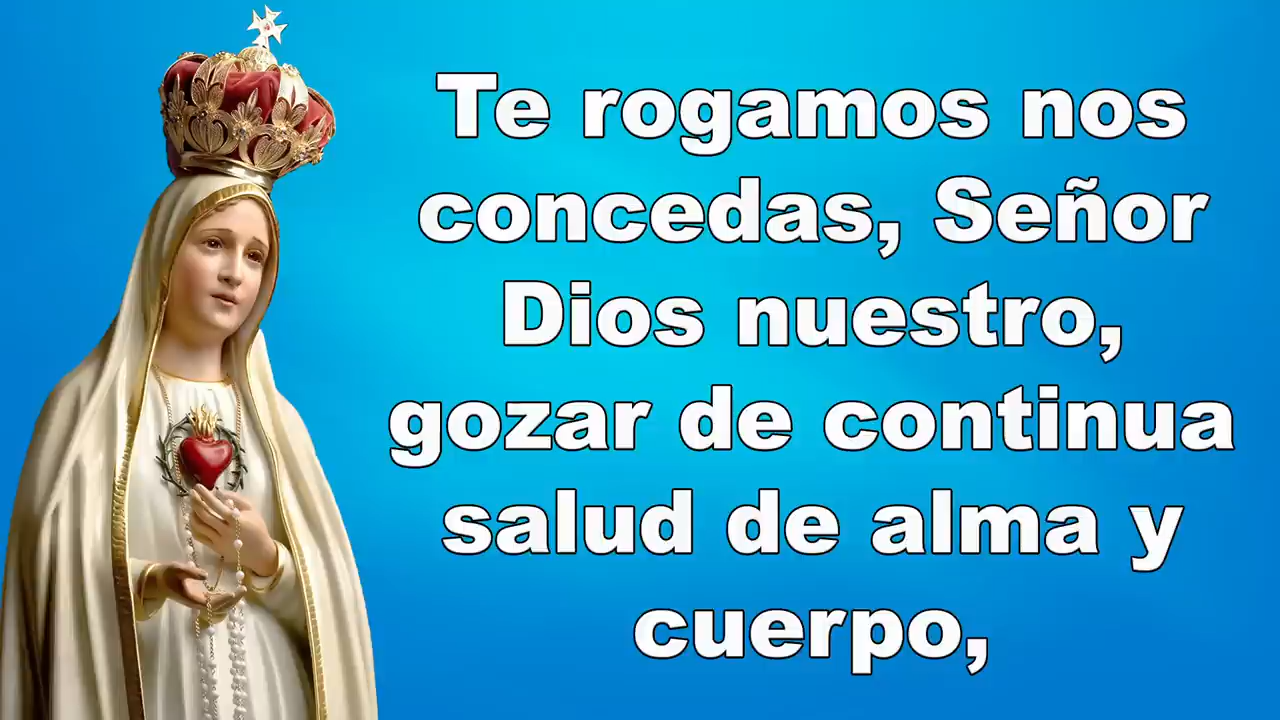 Te rogamos nos
concedas, Señor
Dios nuestro,
gozar de continua
salud de alma y
cuerpo,